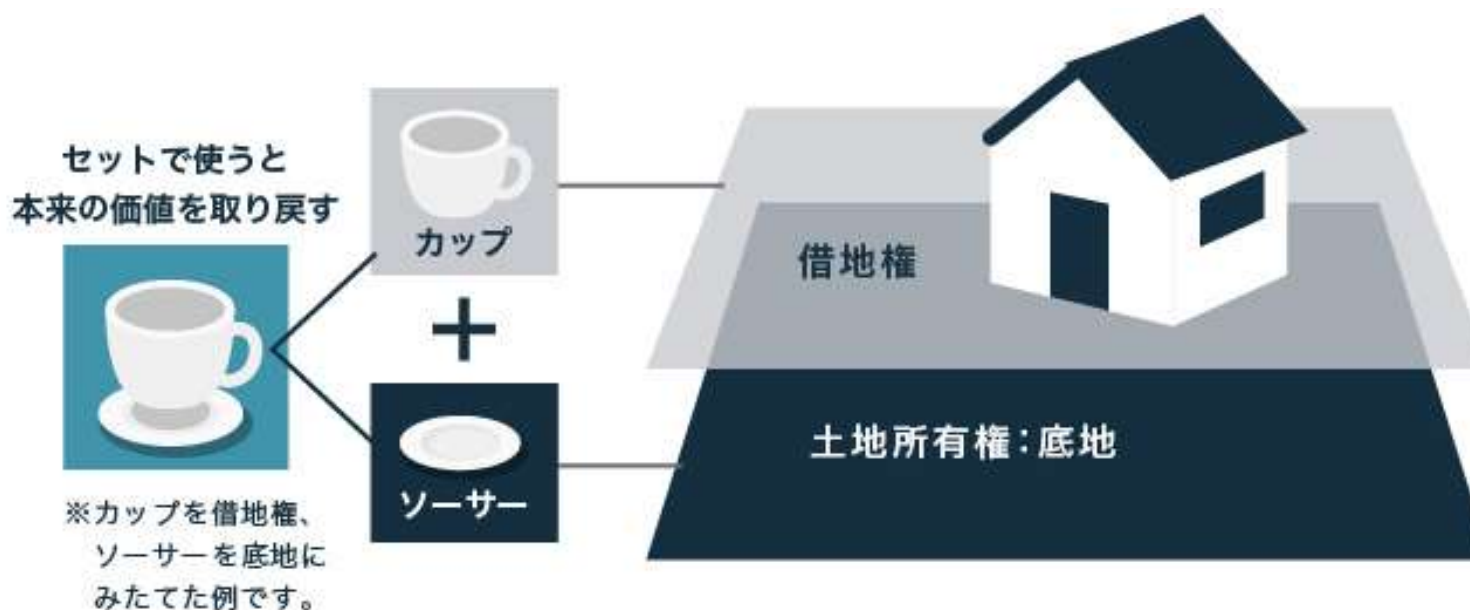 セットで使うと
本来の価値を取り戻す
カップ
+
ソーサー
※カップを借地権、
ソーサーを底地に
みたてた例です。
借地権
土地所有権：底地